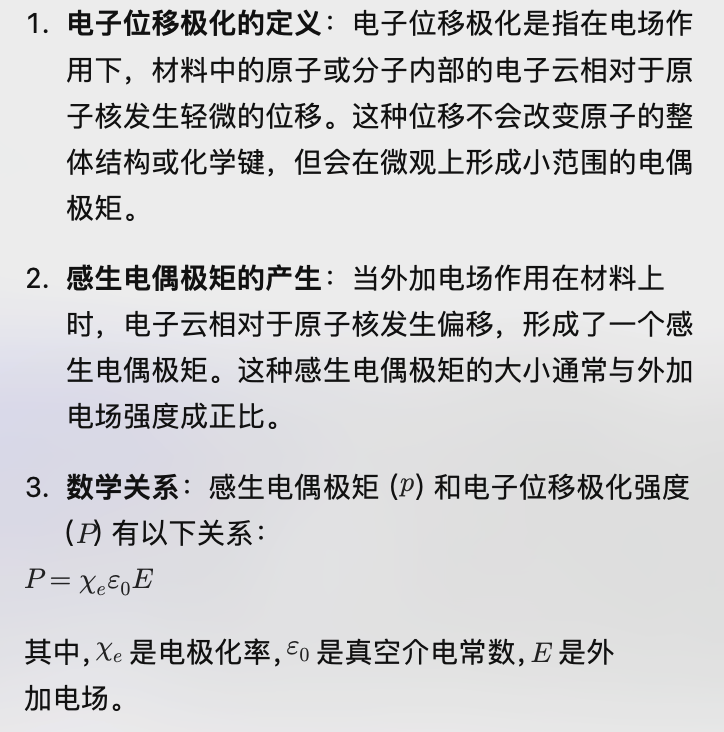 1. 电子位移极化的定义：电子位移极化是指在电场作
用下，材料中的原子或分子内部的电子云相对于原
子核发生轻微的位移。这种位移不会改变原子的整
体结构或化学键，但会在微观上形成小范围的电偶
极矩。
2. 感生电偶极矩的产生：当外加电场作用在材料上
时，电子云相对于原子核发生偏移，形成了一个感
生电偶极矩。这种感生电偶极矩的大小通常与外加
电场强度成正比。
3. 数学关系：感生电偶极矩 (p) 和电子位移极化强度
(P) 有以下关系：
P = χₑε₀E
其中, χₑ 是电极化率, ε₀ 是真空介电常数, E 是外
加电场。